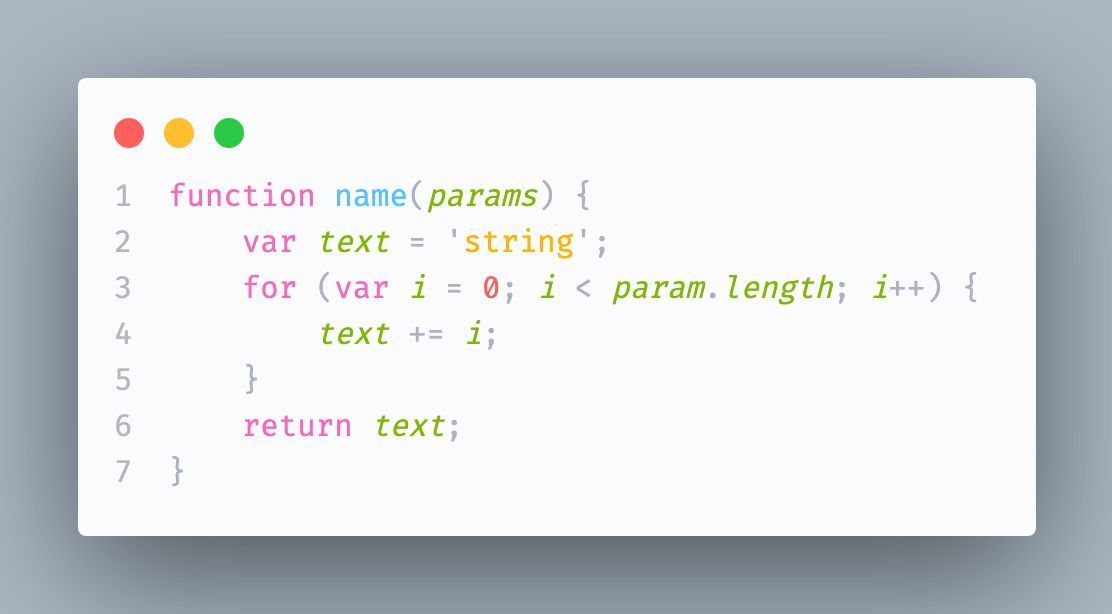 1 function name(params) {
2     var text = 'string';
3     for (var i = 0; i < param.length; i++) {
4         text += i;
5     }
6     return text;
7 }